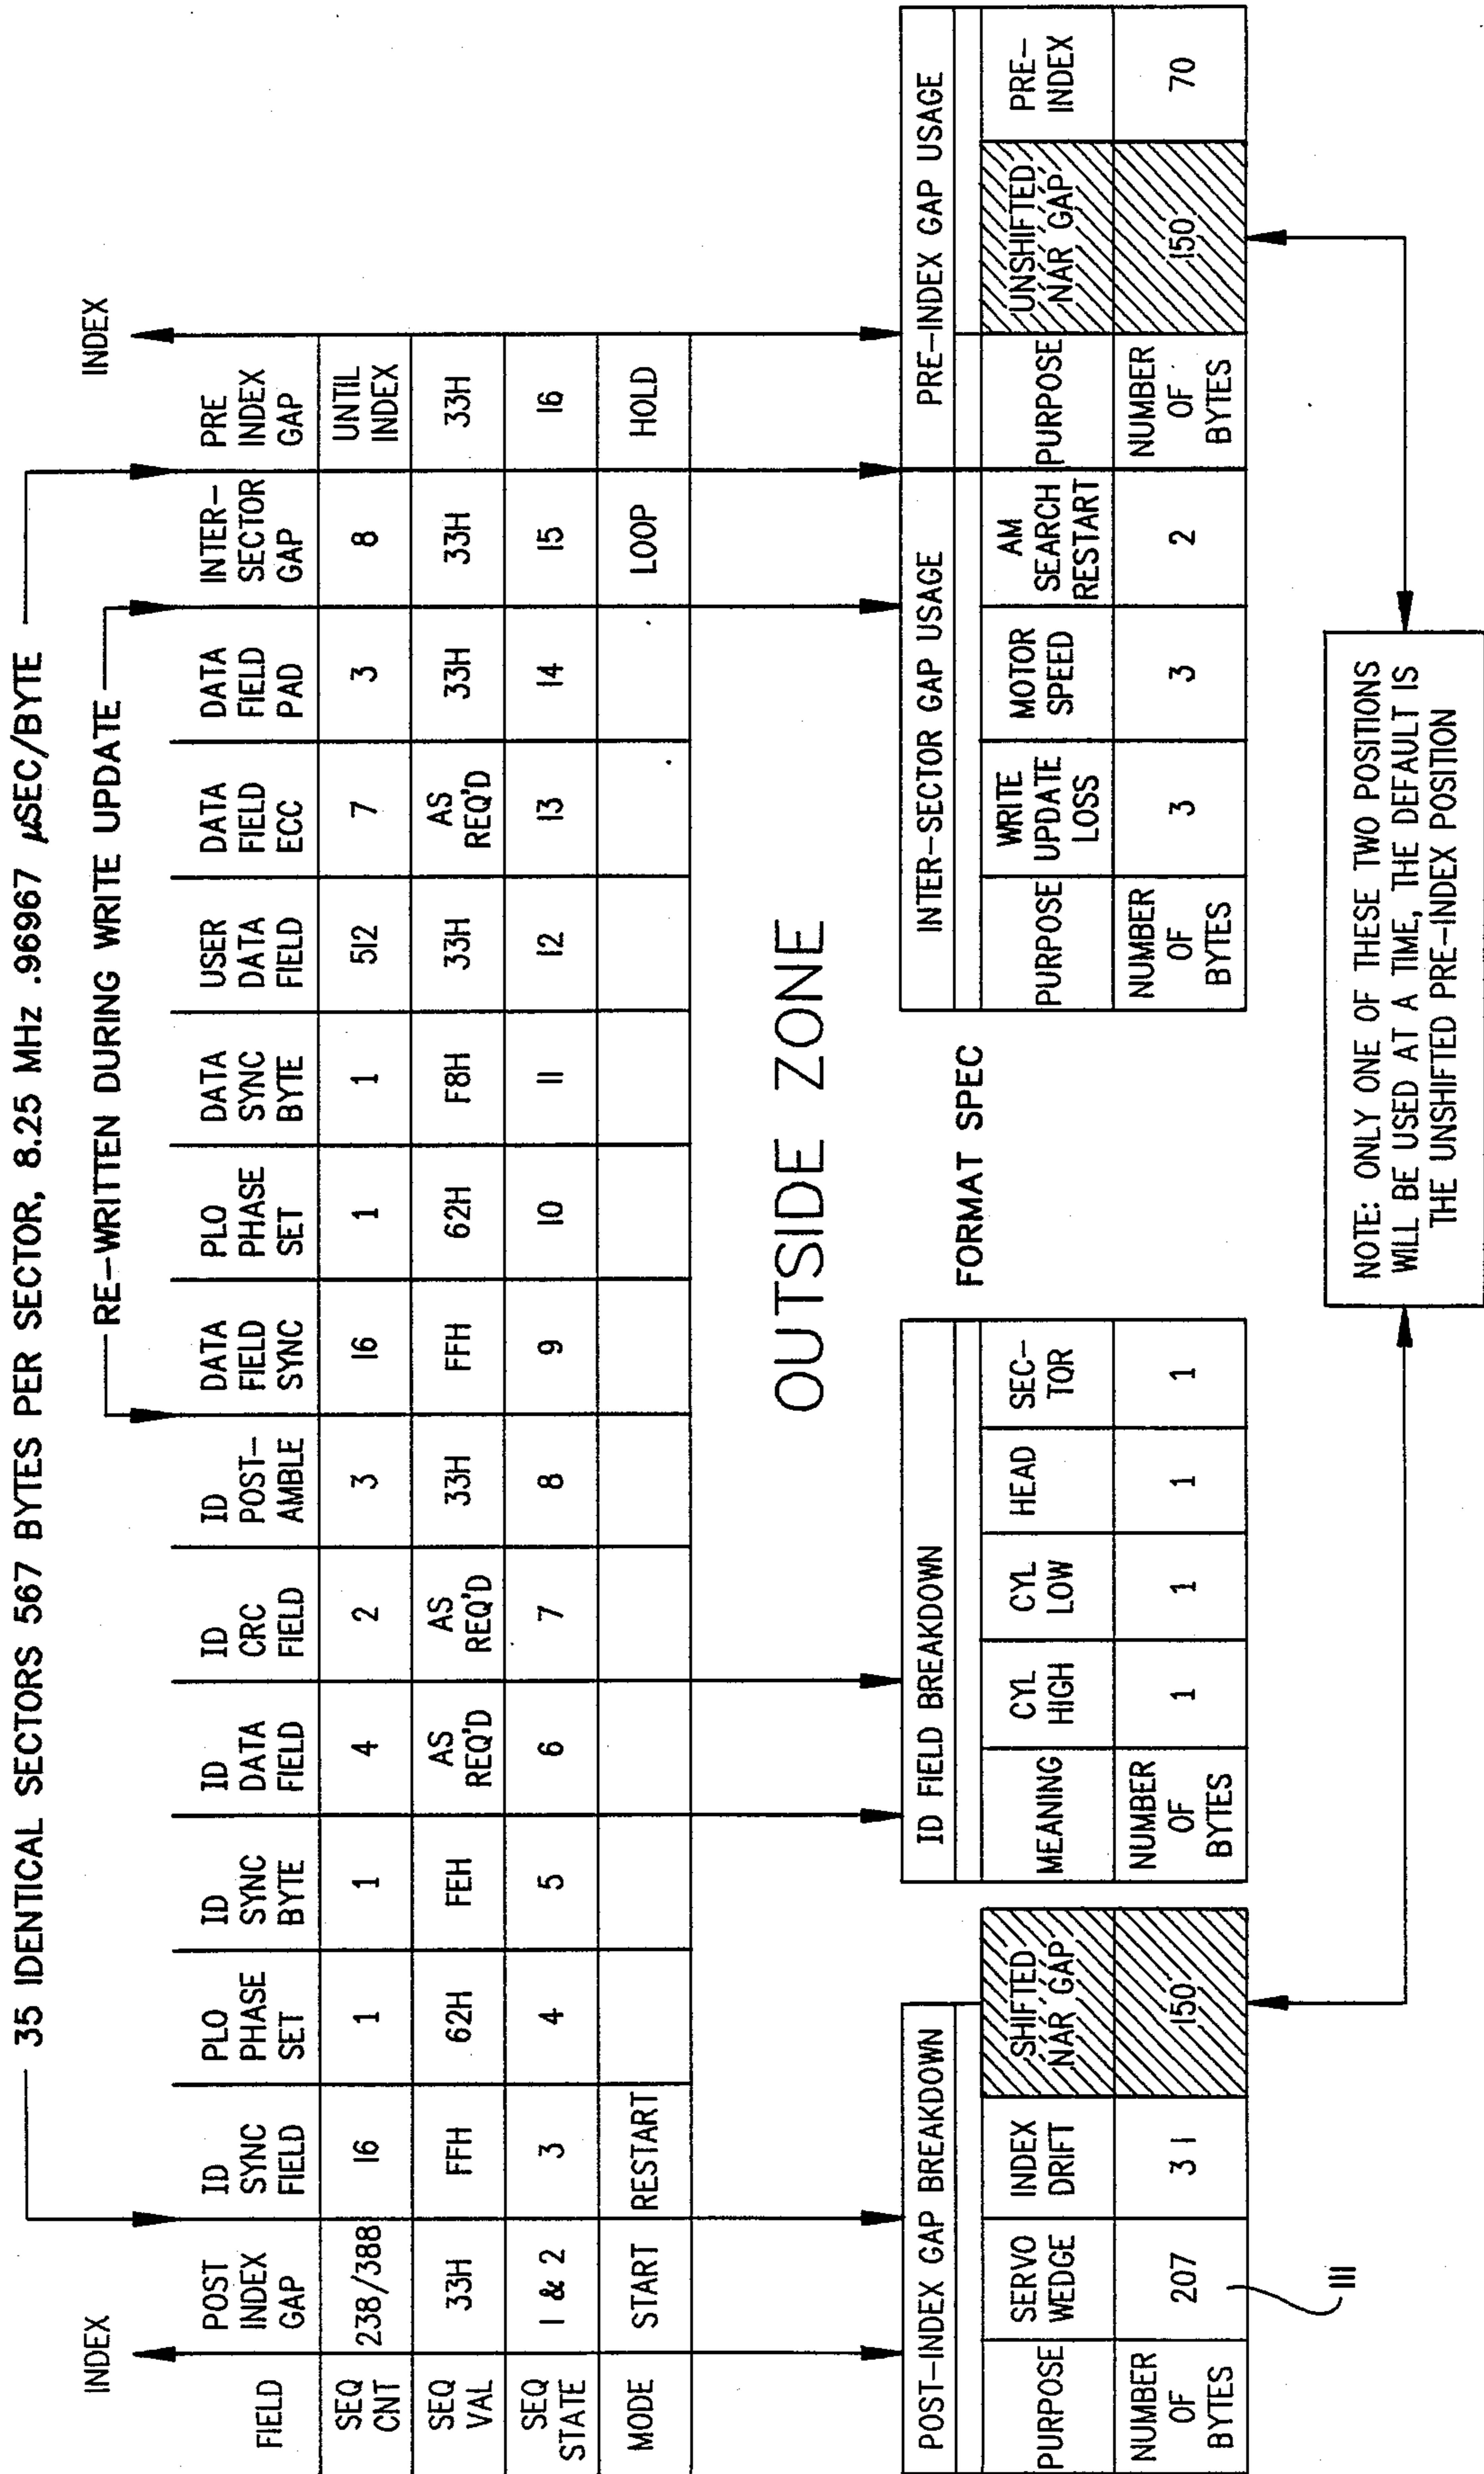 35 IDENTICAL SECTORS 567 BYTES PER SECTOR, 8.25 MHz .96967 µSEC/BYTE
RE-WRITTEN DURING WRITE UPDATE
INDEX
INDEX
FIELD
POST
INDEX
GAP
ID
SYNC
FIELD
PLO
PHASE
SET
ID
SYNC
BYTE
ID
DATA
FIELD
ID
CRC
FIELD
ID
POST-
AMBLE
DATA
FIELD
SYNC
PLO
PHASE
SET
DATA
SYNC
BYTE
USER
DATA
FIELD
DATA
FIELD
ECC
DATA
FIELD
PAD
INTER-
SECTOR
GAP
PRE
INDEX
GAP
SEQ
CNT
238/388
16
1
1
4
2
3
16
1
1
512
7
3
8
UNTIL
INDEX
SEQ
VAL
33H
FFH
62H
FEH
AS
REQ'D
AS
REQ'D
33H
FFH
62H
F8H
33H
AS
REQ'D
33H
33H
33H
SEQ
STATE
1 & 2
3
4
5
6
7
8
9
10
11
12
13
14
15
16
MODE
START
RESTART
LOOP
HOLD
OUTSIDE ZONE
FORMAT SPEC
POST-INDEX GAP BREAKDOWN
PURPOSE
SERVO
WEDGE
INDEX
DRIFT
SHIFTED
NAR GAP
NUMBER
OF
BYTES
207
31
150
111
ID FIELD BREAKDOWN
MEANING
CYL
HIGH
CYL
LOW
HEAD
SEC-
TOR
NUMBER
OF
BYTES
1
1
1
1
INTER-SECTOR GAP USAGE
PURPOSE
WRITE
UPDATE
LOSS
MOTOR
SPEED
AM
SEARCH
RESTART
NUMBER
OF
BYTES
3
3
2
PRE-INDEX GAP USAGE
PURPOSE
UNSHIFTED
NAR GAP
PRE-
INDEX
NUMBER
OF
BYTES
150
70
NOTE: ONLY ONE OF THESE TWO POSITIONS
WILL BE USED AT A TIME, THE DEFAULT IS
THE UNSHIFTED PRE-INDEX POSITION